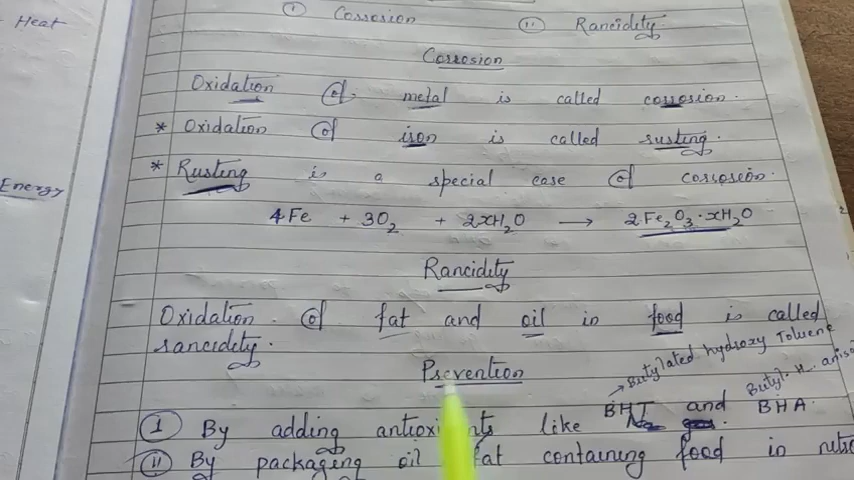 Heat
(i) Corrosion (ii) Rancidity
Corrosion
Oxidation of metal is called corrosion.
* Oxidation of iron is called rusting.
Energy
* Rusting is a special case of corrosion.
4Fe + 3O2 + 2xH2O → 2Fe2O3·xH2O
Rancidity
Oxidation of fat and oil in food is called
rancidity.
→ Butylated hydroxy Toluene
Prevention
Butyl. H.
(i) By adding like BHT and BHA.
(ii) By packaging oil fat containing food in